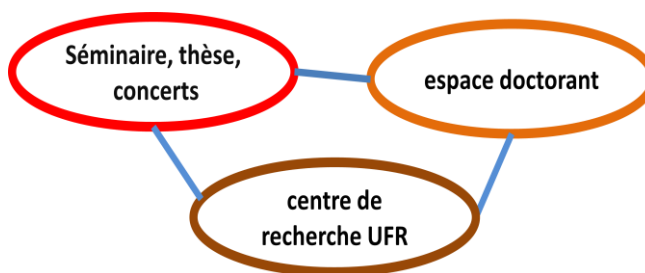 Séminaire, thèse,
concerts
espace doctorant
centre de
recherche UFR